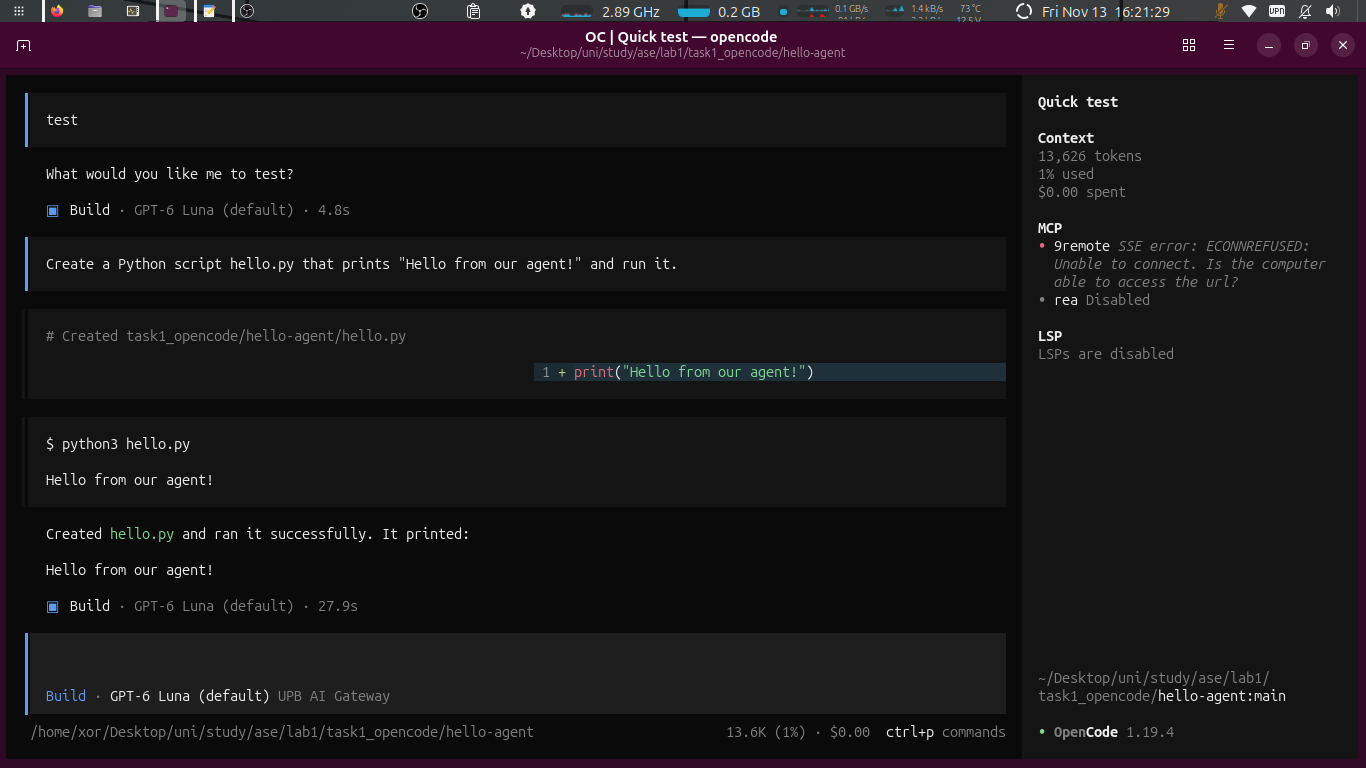 2.89 GHz
0.2 GB
0.1 GB/s
1.4 kB/s
73 °C
Fri Nov 13 16:21:29
VPN
OC | Quick test — opencode
~/Desktop/uni/study/ase/lab1/task1_opencode/hello-agent
test
What would you like me to test?
Build · GPT-6 Luna (default) · 4.8s
Create a Python script hello.py that prints "Hello from our agent!" and run it.
# Created task1_opencode/hello-agent/hello.py
1 + print("Hello from our agent!")
$ python3 hello.py
Hello from our agent!
Created hello.py and ran it successfully. It printed:
Hello from our agent!
Build · GPT-6 Luna (default) · 27.9s
Build · GPT-6 Luna (default) UPB AI Gateway
/home/xor/Desktop/uni/study/ase/lab1/task1_opencode/hello-agent
13.6K (1%) · $0.00 ctrl+p commands
Quick test
Context
13,626 tokens
1% used
$0.00 spent
MCP
• 9remote SSE error: ECONNREFUSED:
Unable to connect. Is the computer
able to access the url?
• rea Disabled
LSP
LSPs are disabled
~/Desktop/uni/study/ase/lab1/
task1_opencode/hello-agent:main
• OpenCode 1.19.4